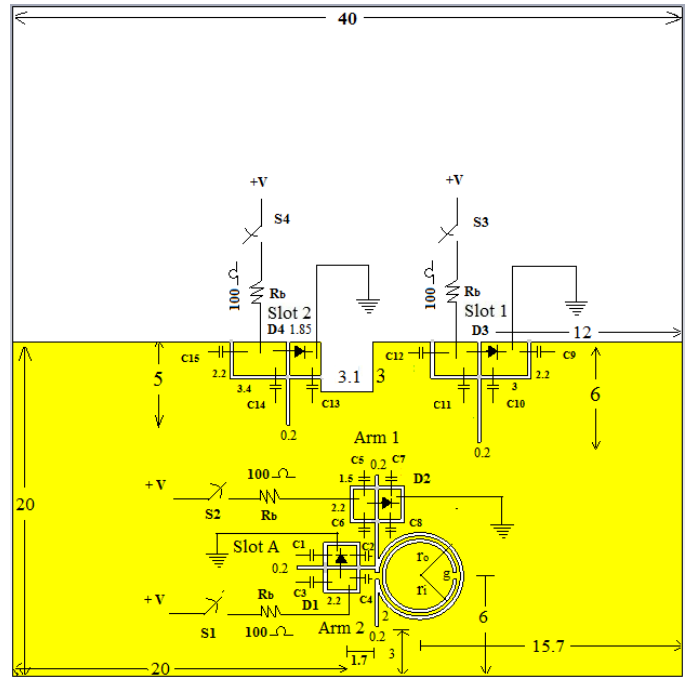 40
+V
+V
S4
S3
100 Ω
Rb
100 Ω
Rb
Slot 2
Slot 1
D4 1.85
D3
12
C15
C12
C9
5
2.2
3.1
3
3
2.2
6
3.4
C14
C13
C11
C10
0.2
0.2
Arm 1
100 Ω
C5
0.2
C7
1.5
D2
+ V
20
2.2
S2
Rb
C6
C8
Slot A
C1
C2
0.2
ro
g
ri
C3
C4
+ V
2.2
D1
2
6
S1
Rb
100 Ω
Arm 2
0.2
3
15.7
1.7
20